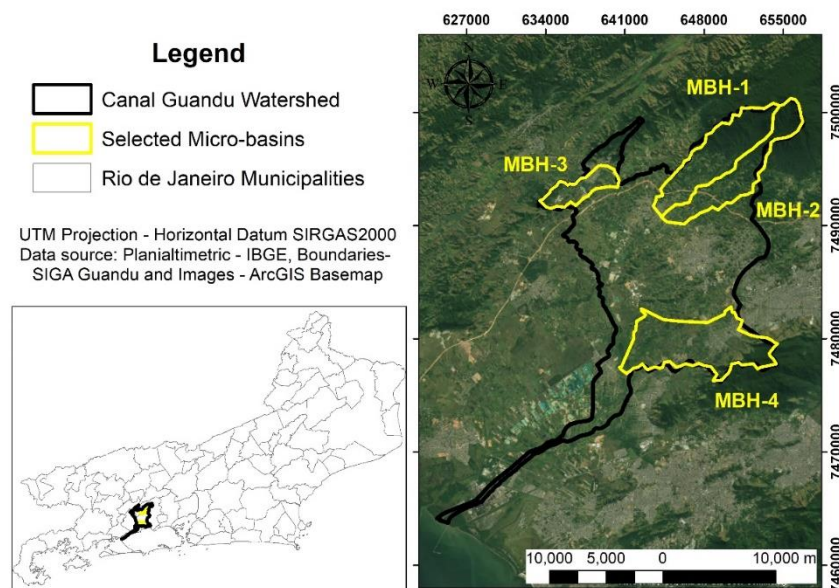 Legend
Canal Guandu Watershed
Selected Micro-basins
Rio de Janeiro Municipalities
UTM Projection - Horizontal Datum SIRGAS2000
Data source: Planialtimetric - IBGE, Boundaries-
SIGA Guandu and Images - ArcGIS Basemap
627000 634000 641000 648000 655000
N
W E
S
MBH-1
MBH-3
MBH-2
MBH-4
7500000
7490000
7480000
7470000
7460000
10,000 5,000 0 10,000 m